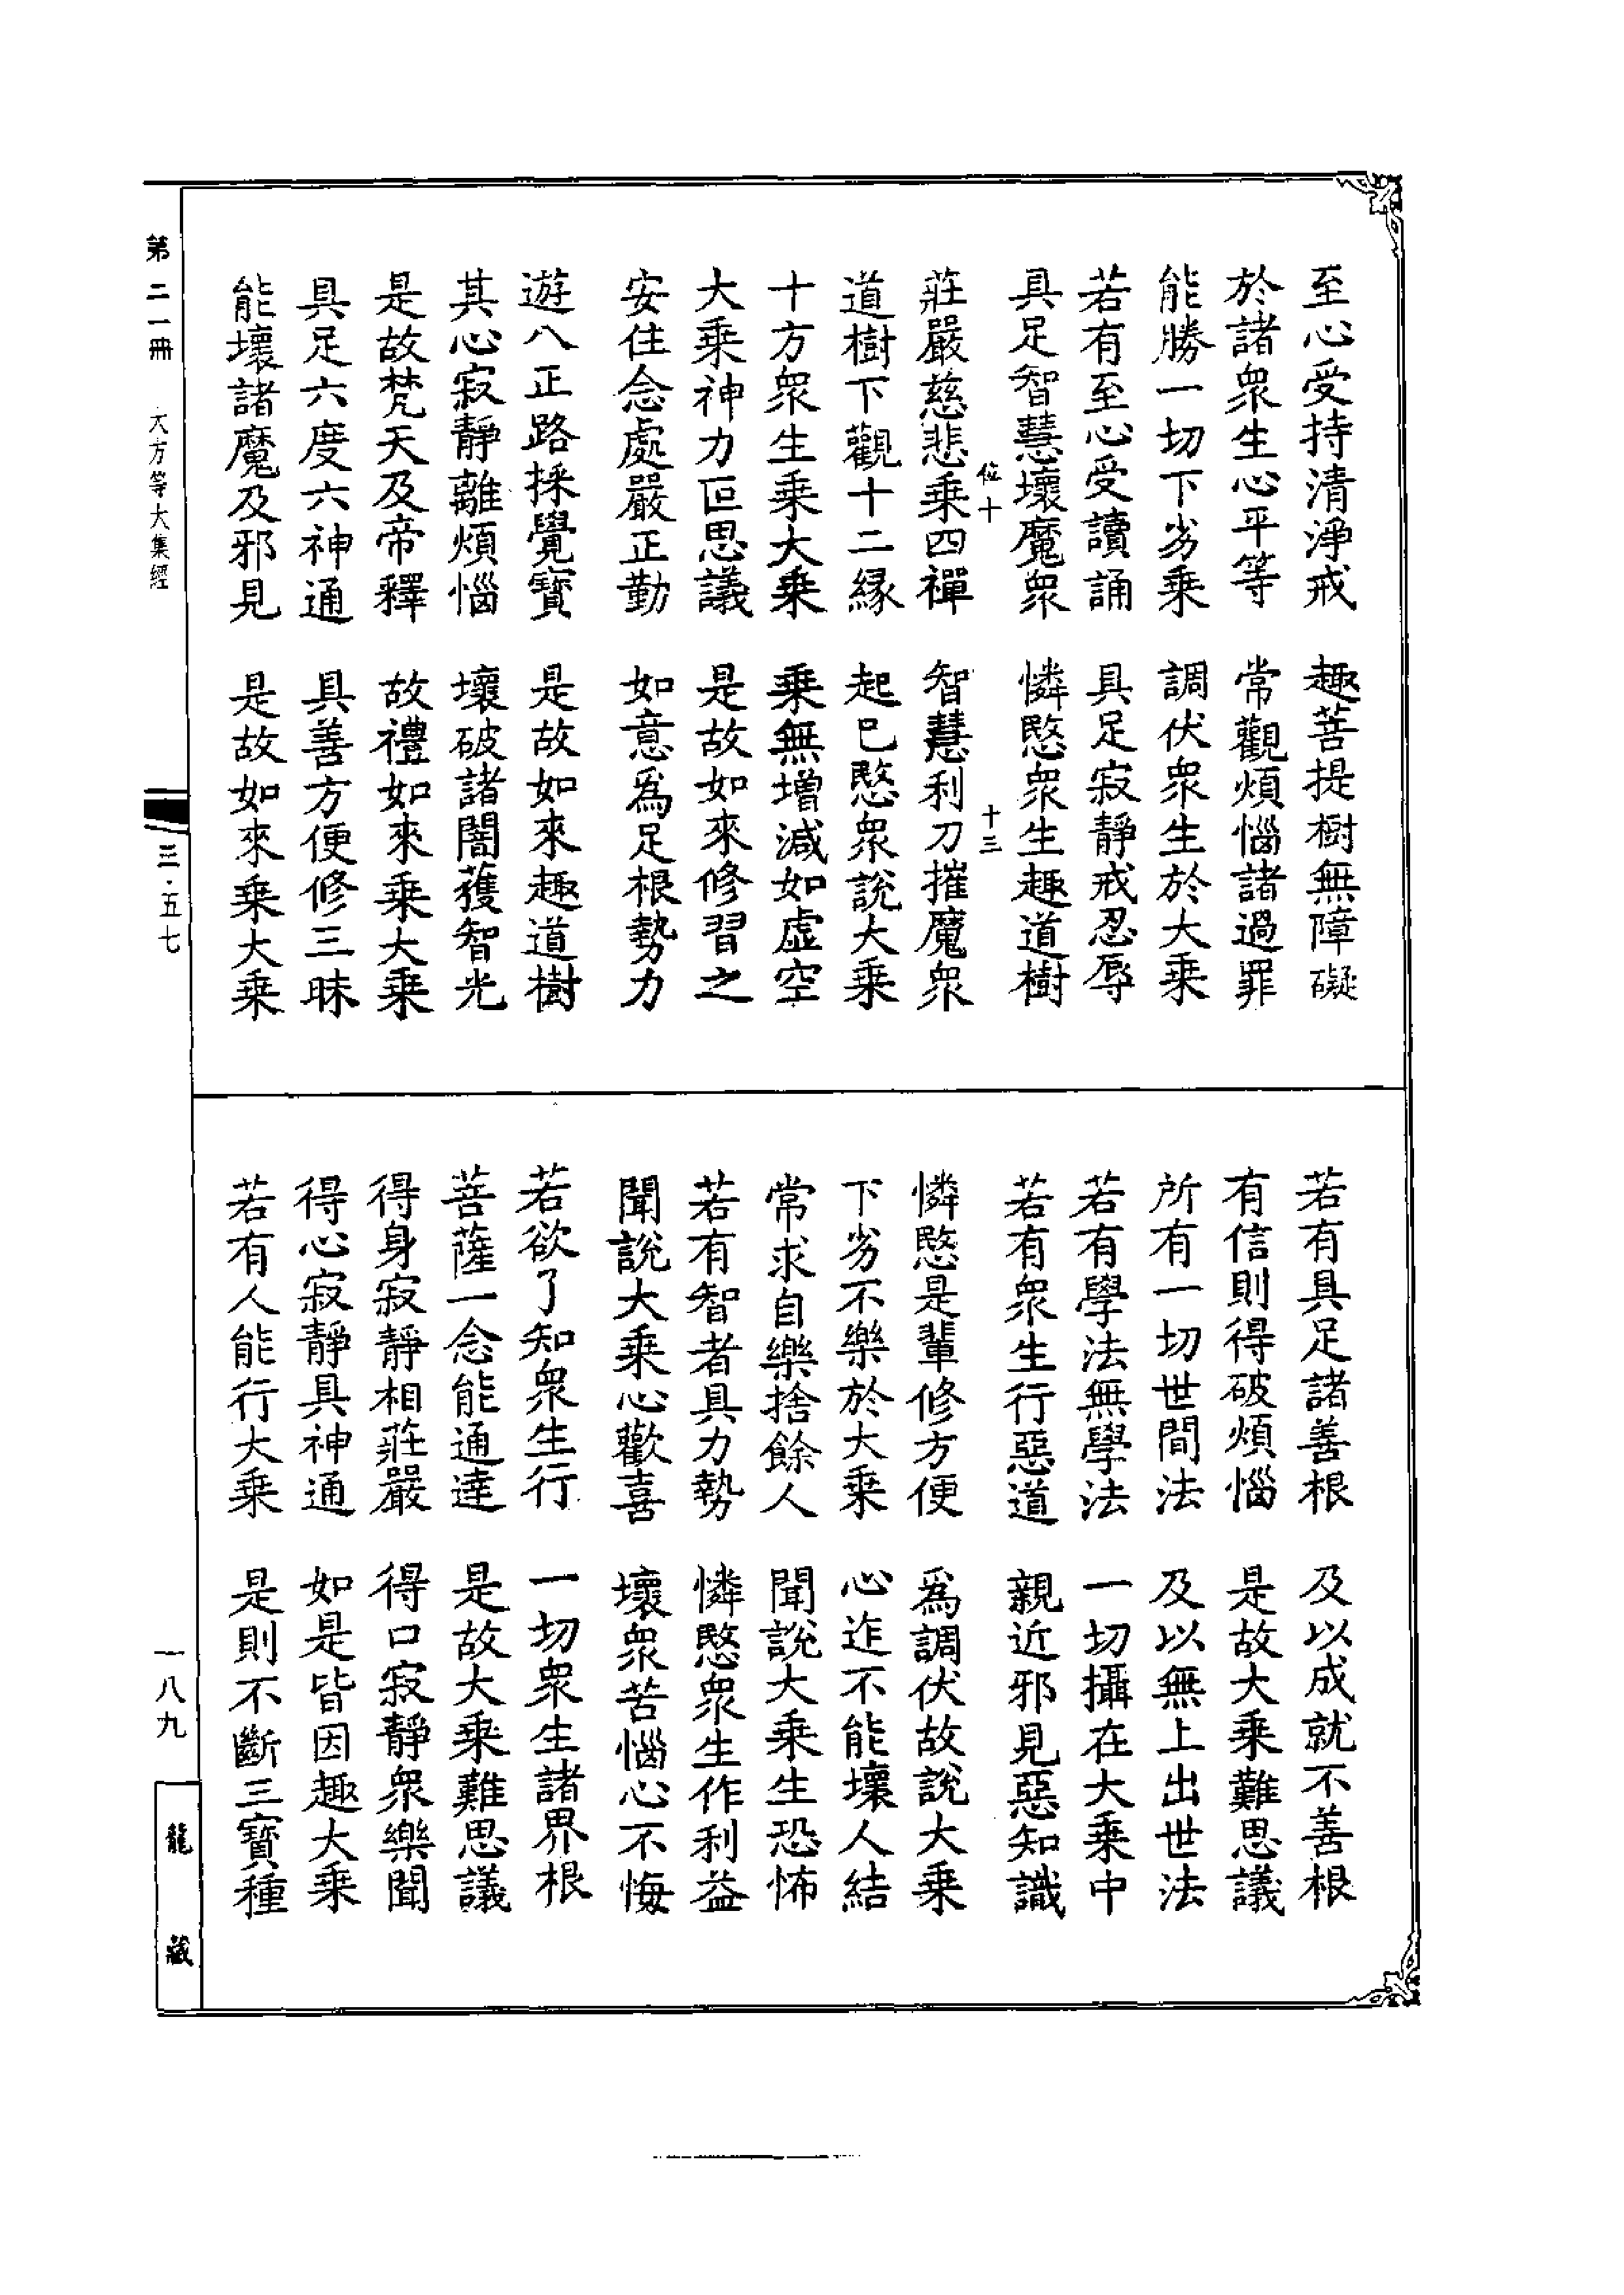 至心受持清淨戒　趣菩提樹無障礙
於諸衆生心平等　常觀煩惱諸過罪
能勝一切下劣乘　調伏衆生於大乘
若有至心受讀誦　具足寂靜戒忍辱
具足智慧壞魔衆　憐愍衆生趣道樹
十　十三
莊嚴慈悲乘四禪　智慧利刀摧魔衆
道樹下觀十二縁　起已愍衆說大乘
十方衆生乘大乘　乘無增減如虛空
大乘神力叵思議　是故如來修習之
安住念處嚴正勤　如意爲足根勢力
遊八正路採覺寳　是故如來趣道樹
其心寂靜離煩惱　壞破諸闇獲智光
是故梵天及帝釋　故禮如來乘大乘
具足六度六神通　具善方便修三昧
能壞諸魔及邪見　是故如來乘大乘
若有具足諸善根　及以成就不善根
有信則得破煩惱　是故大乘難思議
所有一切世間法　及以無上出世法
若有學法無學法　一切攝在大乘中
若有衆生行惡道　親近邪見惡知識
憐愍是輩修方便　爲調伏故說大乘
下劣不樂於大乘　心迮不能壞人結
常求自樂捨餘人　聞說大乘生恐怖
若有智者具力勢　憐愍衆生作利益
聞說大乘心歡喜　壞衆苦惱心不悔
若欲了知衆生行　一切衆生諸界根
菩薩一念能通達　是故大乘難思議
得身寂靜相莊嚴　得口寂靜衆樂聞
得心寂靜具神通　如是皆因趣大乘
若有人能行大乘　是則不斷三寳種
第二一冊　大方等大集經　三·五七　一八九　龍藏